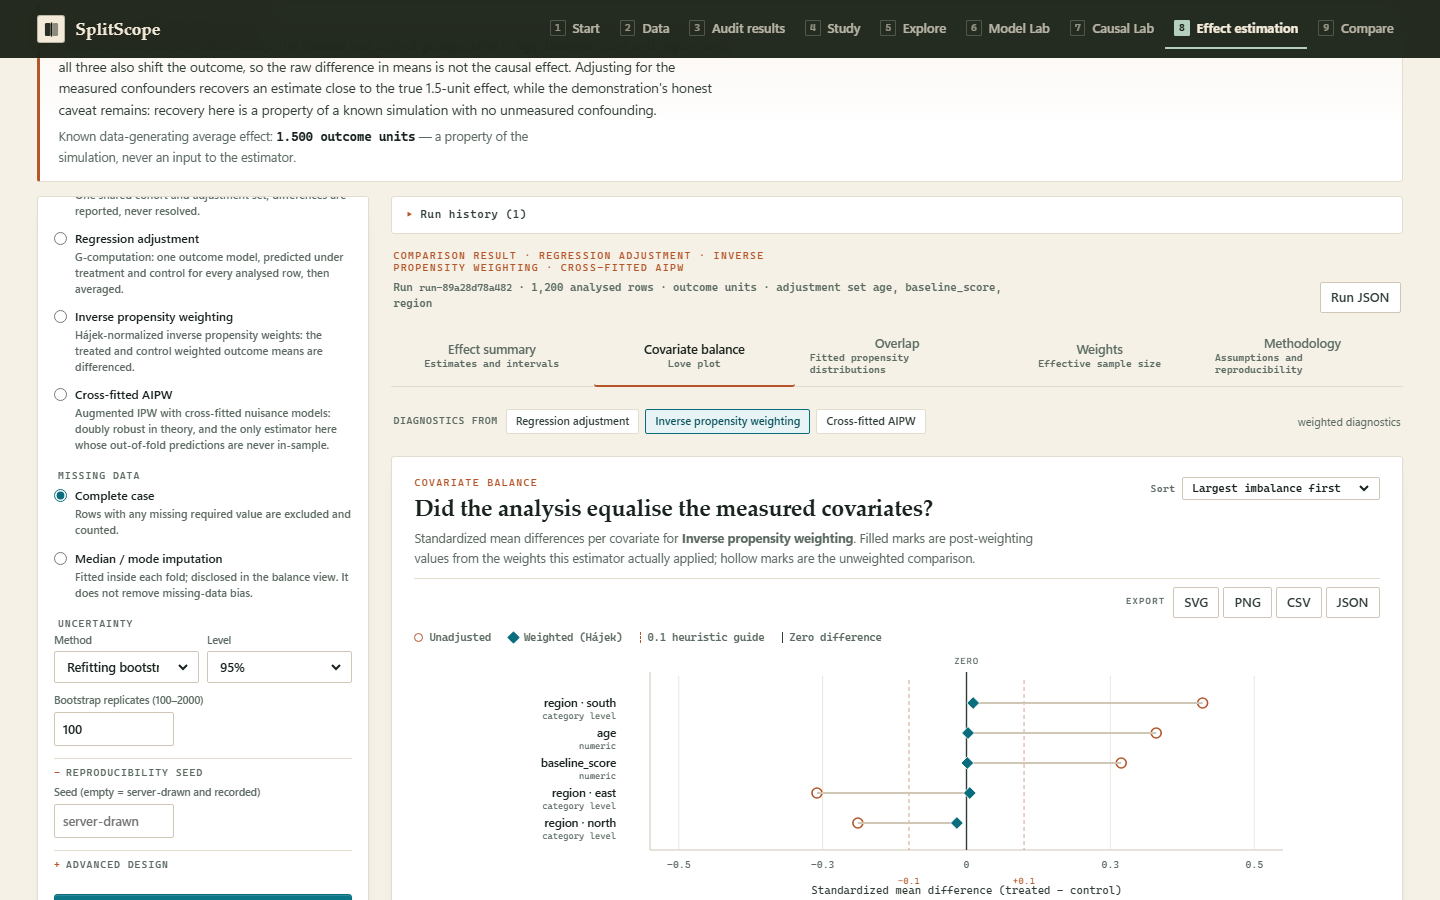 SplitScope
1 Start
2 Data
3 Audit results
4 Study
5 Explore
6 Model Lab
7 Causal Lab
8 Effect estimation
9 Compare
all three also shift the outcome, so the raw difference in means is not the causal effect. Adjusting for the
measured confounders recovers an estimate close to the true 1.5-unit effect, while the demonstration's honest
caveat remains: recovery here is a property of a known simulation with no unmeasured confounding.
Known data-generating average effect: 1.500 outcome units — a property of the
simulation, never an input to the estimator.
One shared cohort and adjustment set; differences are
reported, never resolved.
Regression adjustment
G-computation: one outcome model, predicted under
treatment and control for every analysed row, then
averaged.
Inverse propensity weighting
Hájek-normalized inverse propensity weights: the
treated and control weighted outcome means are
differenced.
Cross-fitted AIPW
Augmented IPW with cross-fitted nuisance models:
doubly robust in theory, and the only estimator here
whose out-of-fold predictions are never in-sample.
MISSING DATA
Complete case
Rows with any missing required value are excluded and
counted.
Median / mode imputation
Fitted inside each fold; disclosed in the balance view. It
does not remove missing-data bias.
UNCERTAINTY
Method
Level
Refitting bootstr
95%
Bootstrap replicates (100–2000)
100
− REPRODUCIBILITY SEED
Seed (empty = server-drawn and recorded)
server-drawn
+ ADVANCED DESIGN
▸ Run history (1)
COMPARISON RESULT · REGRESSION ADJUSTMENT · INVERSE
PROPENSITY WEIGHTING · CROSS-FITTED AIPW
Run run-89a28d78a482 · 1,200 analysed rows · outcome units · adjustment set age, baseline_score,
region
Run JSON
Effect summary
Estimates and intervals
Covariate balance
Love plot
Overlap
Fitted propensity
distributions
Weights
Effective sample size
Methodology
Assumptions and
reproducibility
DIAGNOSTICS FROM
Regression adjustment
Inverse propensity weighting
Cross-fitted AIPW
weighted diagnostics
COVARIATE BALANCE
Did the analysis equalise the measured covariates?
Sort
Largest imbalance first
Standardized mean differences per covariate for Inverse propensity weighting. Filled marks are post-weighting
values from the weights this estimator actually applied; hollow marks are the unweighted comparison.
EXPORT
SVG
PNG
CSV
JSON
Unadjusted
Weighted (Hájek)
0.1 heuristic guide
Zero difference
ZERO
region · south
category level
age
numeric
baseline_score
numeric
region · east
category level
region · north
category level
−0.5
−0.3
0
0.3
0.5
−0.1
+0.1
Standardized mean difference (treated − control)